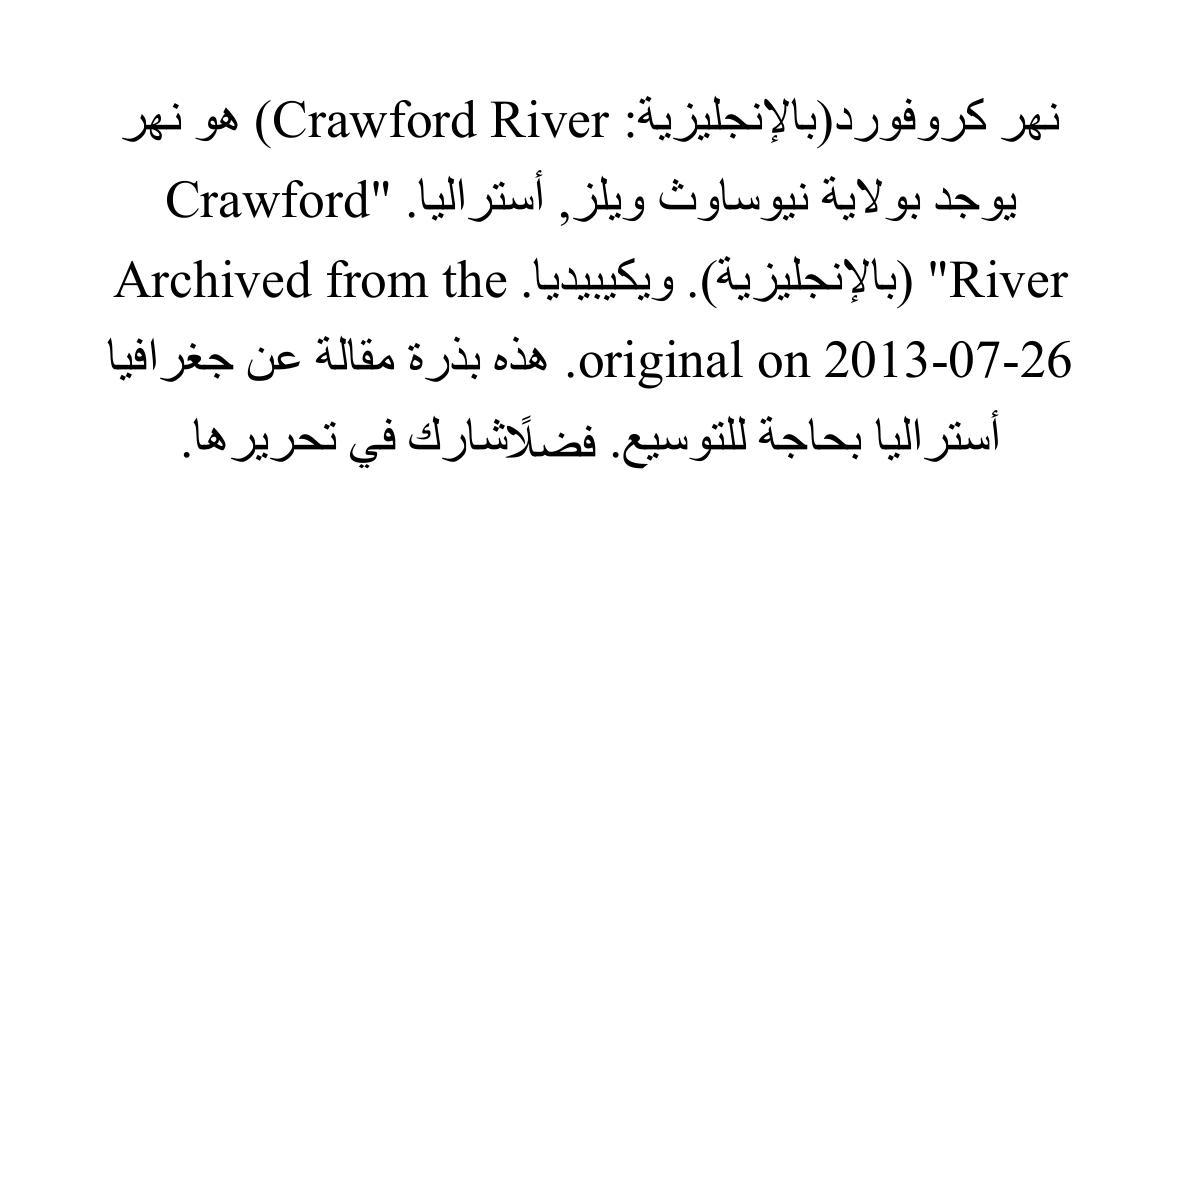 نهر كروفورد(بالإنجليزية: Crawford River) هو نهر
يوجد بولاية نيوساوث ويلز, أستراليا. "Crawford
River" (بالإنجليزية). ويكيبيديا. Archived from the
original on 2013-07-26. هذه بذرة مقالة عن جغرافيا
أستراليا بحاجة للتوسيع. فضلًاشارك في تحريرها.